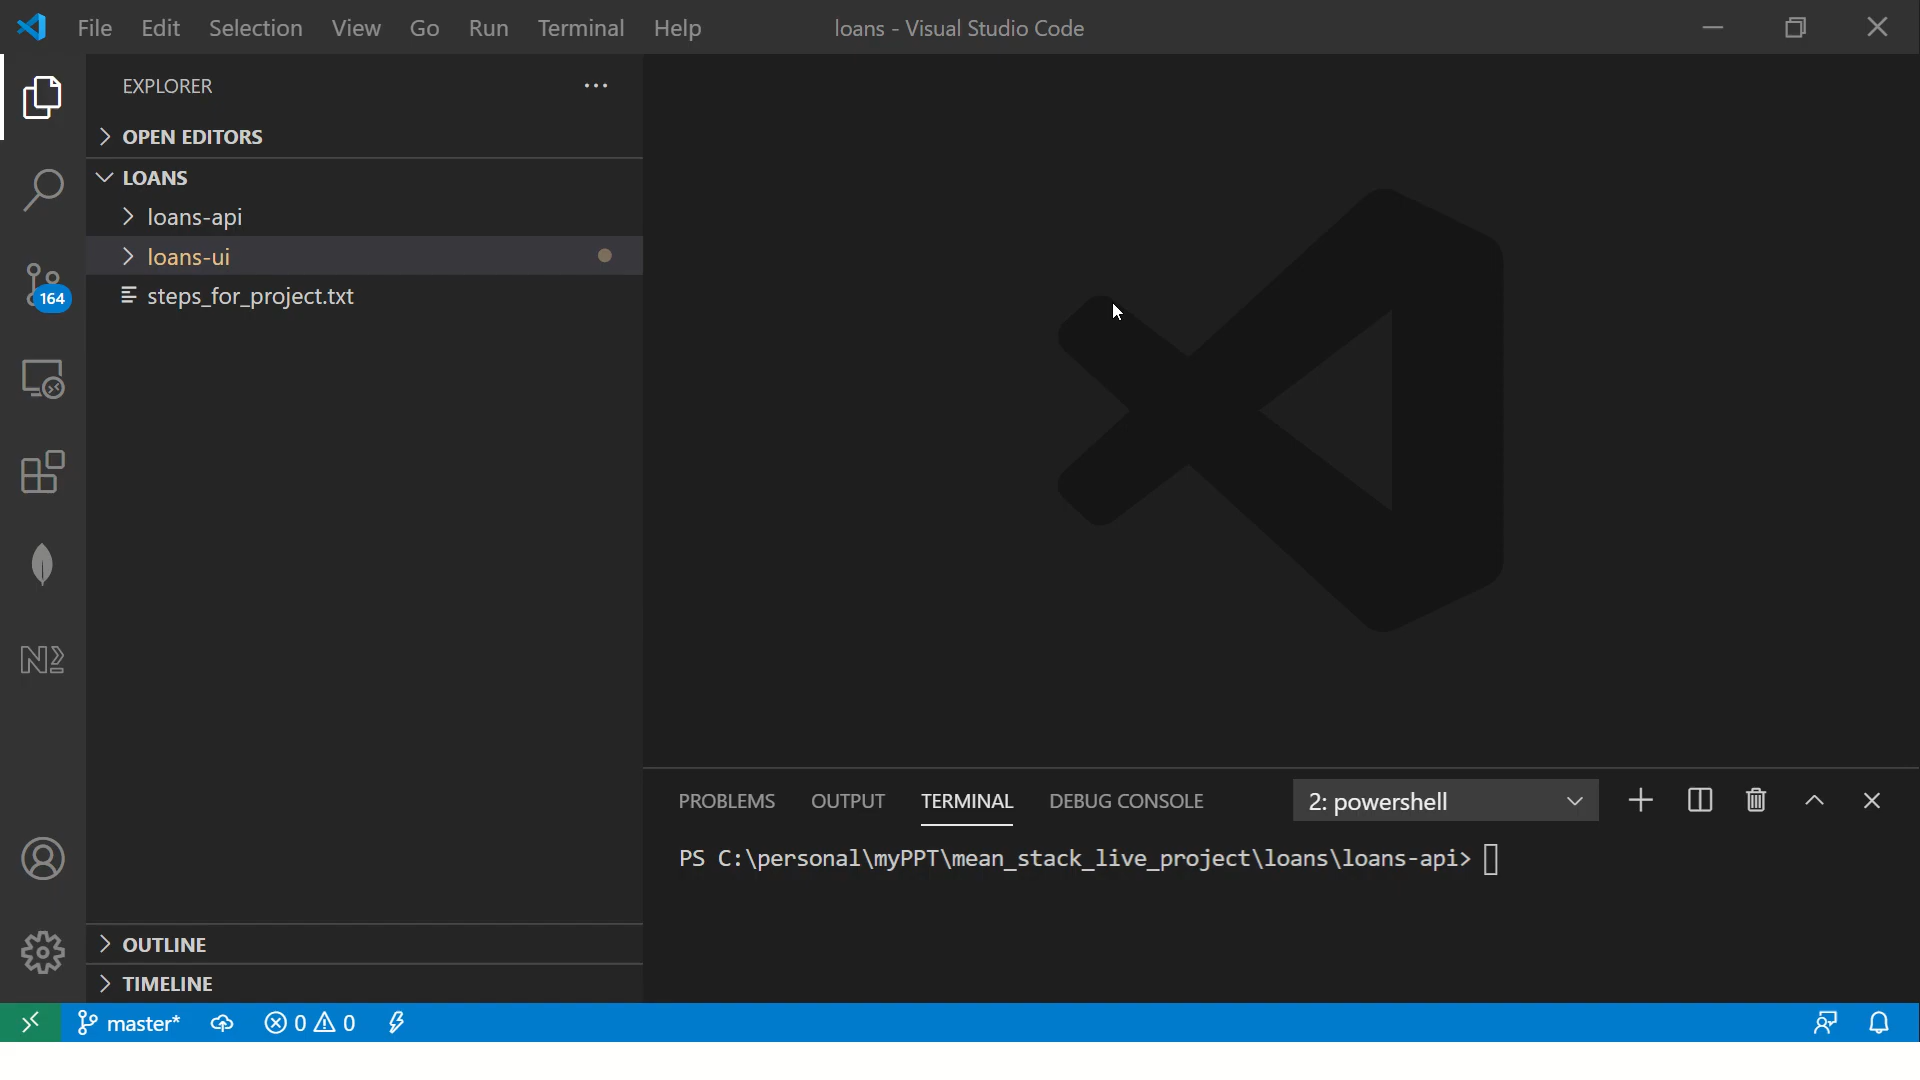 File Edit Selection View Go Run Terminal Help loans - Visual Studio Code
EXPLORER
OPEN EDITORS
LOANS
loans-api
loans-ui
steps_for_project.txt
164
OUTLINE
TIMELINE
PROBLEMS OUTPUT TERMINAL DEBUG CONSOLE 2: powershell
PS C:\personal\myPPT\mean_stack_live_project\loans\loans-api>
master* 0 0